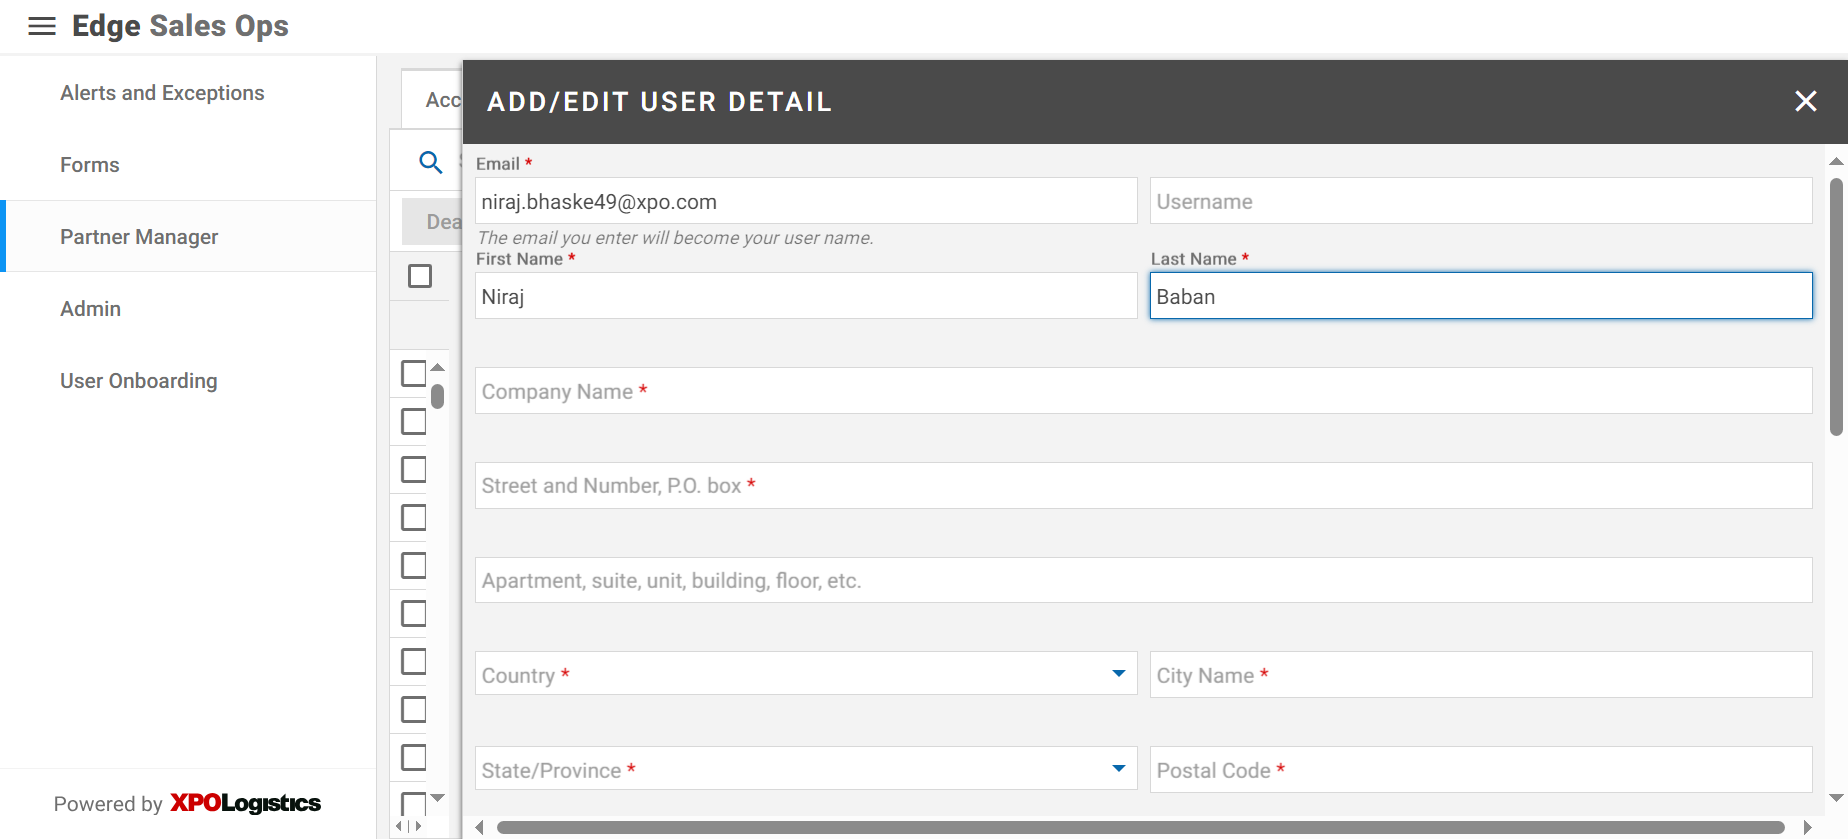 Edge Sales Ops
Alerts and Exceptions
Forms
Partner Manager
Admin
User Onboarding
Powered by XPOLogistics
Acc
Dea
ADD/EDIT USER DETAIL
Email *
niraj.bhaske49@xpo.com
Username
The email you enter will become your user name.
First Name *
Last Name *
Niraj
Baban
Company Name *
Street and Number, P.O. box *
Apartment, suite, unit, building, floor, etc.
Country *
City Name *
State/Province *
Postal Code *